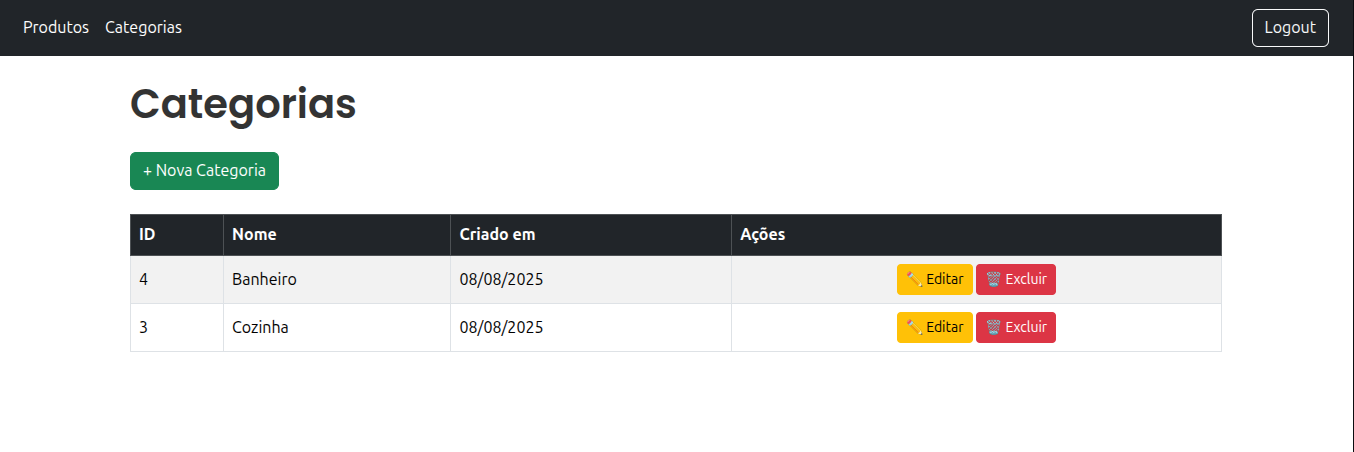 Produtos Categorias Logout
Categorias
+ Nova Categoria
ID Nome Criado em Ações
4 Banheiro 08/08/2025 ✏️ Editar 🗑️ Excluir
3 Cozinha 08/08/2025 ✏️ Editar 🗑️ Excluir